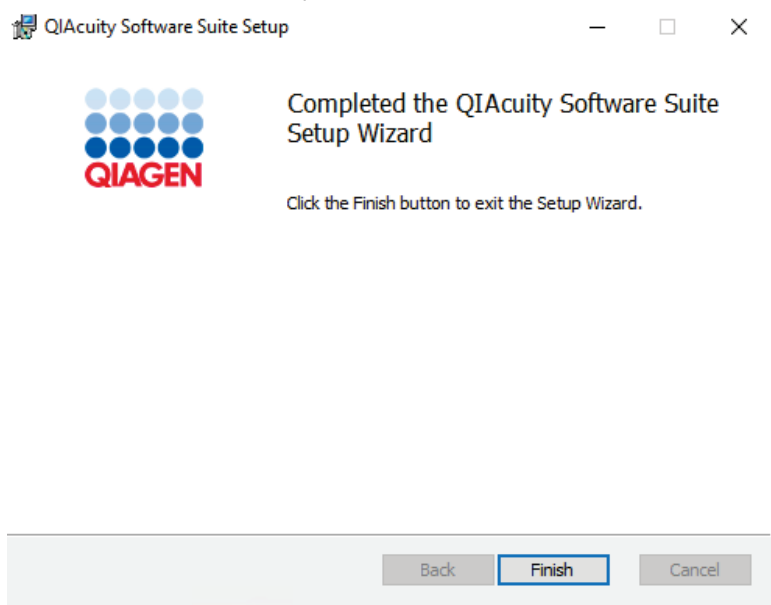 QIAcuity Software Suite Setup
QIAGEN
Completed the QIAcuity Software Suite
Setup Wizard
Click the Finish button to exit the Setup Wizard.
Back
Finish
Cancel